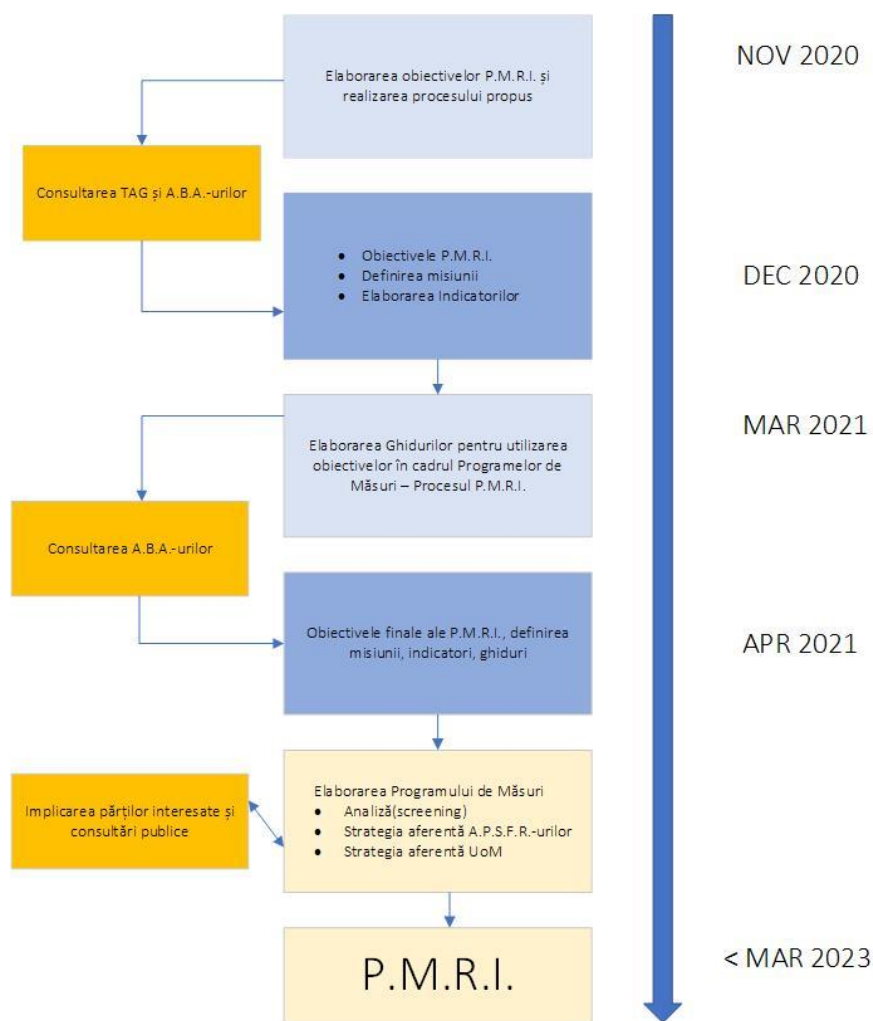 NOV 2020
Elaborarea obiectivelor P.M.R.I. și
realizarea procesului propus
Consultarea TAG și A.B.A.-urilor
• Obiectivele P.M.R.I.
• Definirea misiunii
• Elaborarea Indicatorilor
DEC 2020
MAR 2021
Elaborarea Ghidurilor pentru utilizarea
obiectivelor în cadrul Programelor de
Măsuri – Procesul P.M.R.I.
Consultarea A.B.A.-urilor
Obiectivele finale ale P.M.R.I., definirea
misiunii, indicatori, ghiduri
APR 2021
Elaborarea Programului de Măsuri
• Analiză(screening)
• Strategia aferentă A.P.S.F.R.-urilor
• Strategia aferentă UoM
Implicarea părților interesate și
consultări publice
P.M.R.I.
< MAR 2023